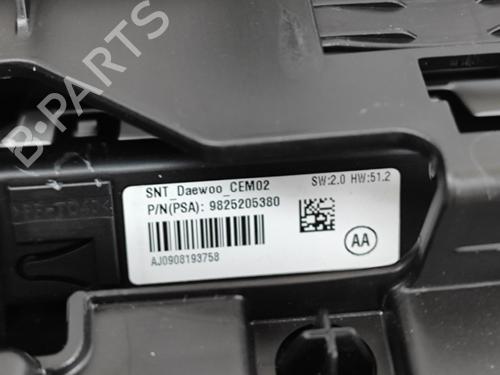 B-PARTS
SNT_Daewoo_CEM02
SW:2.0 HW:51.2
P/N(PSA): 9825205380
AA
AJ0908193758